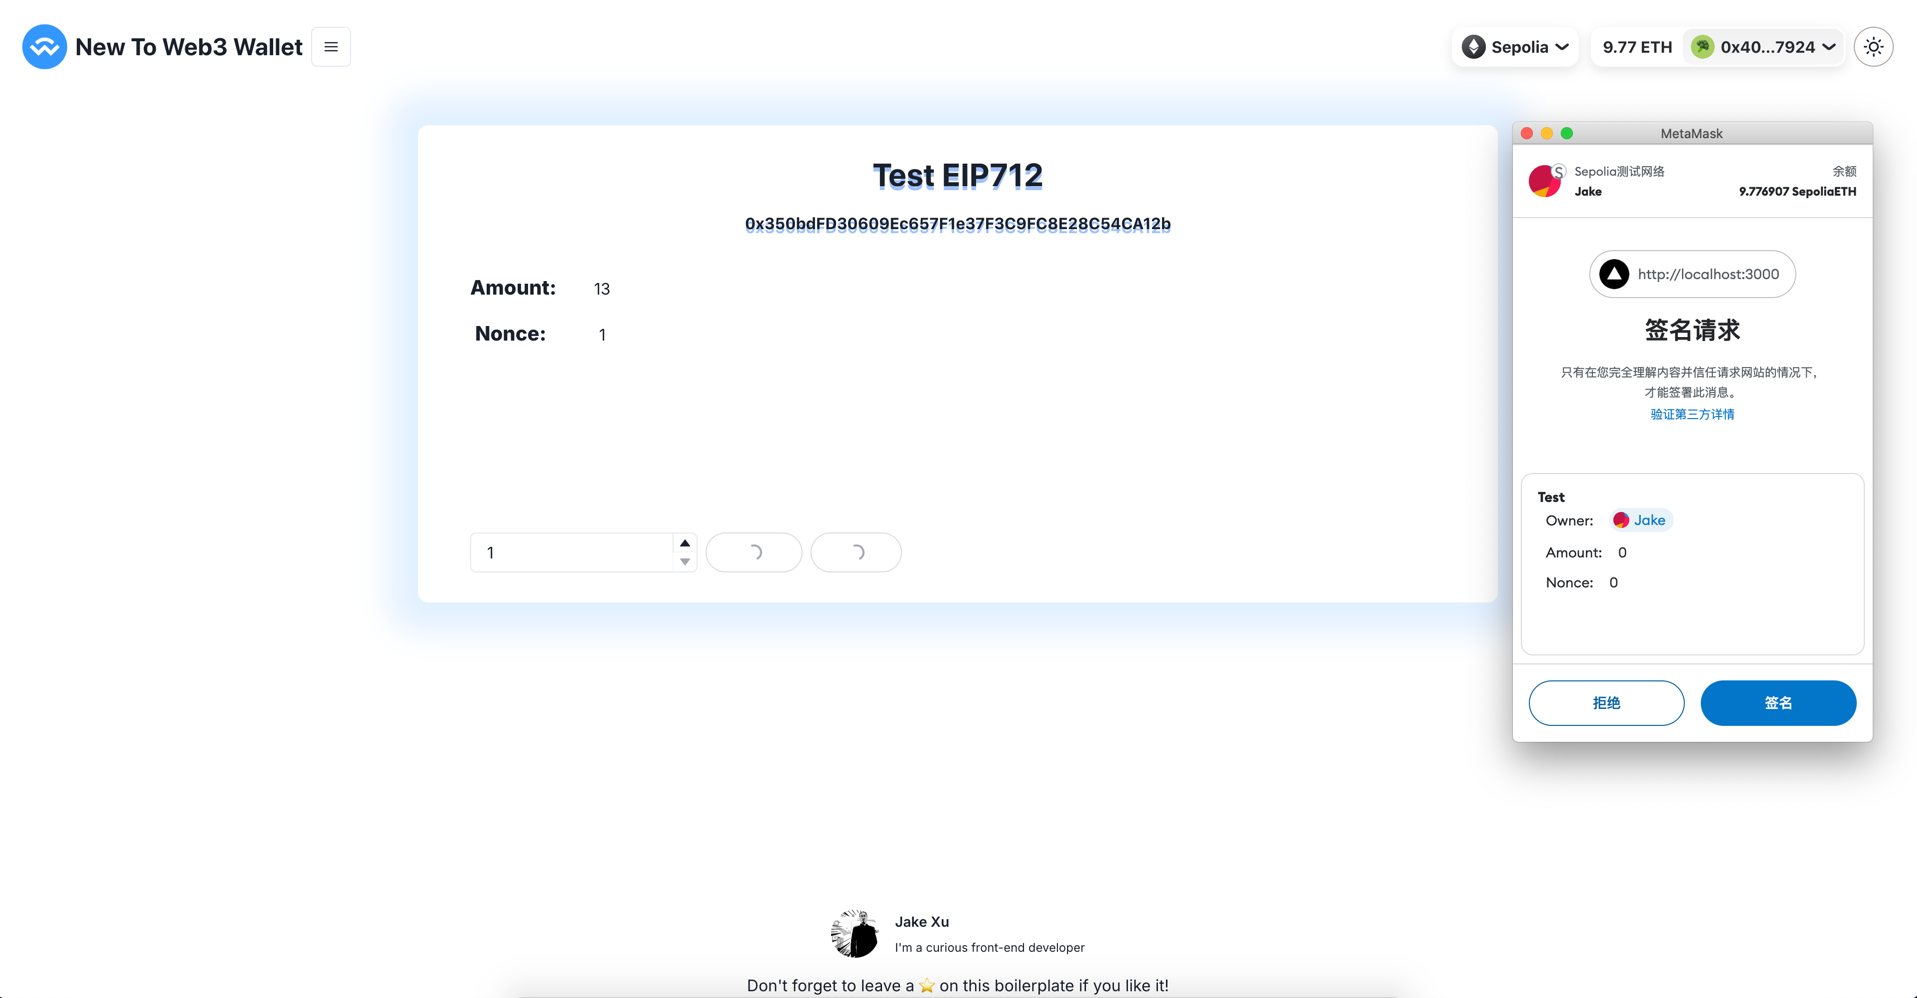 New To Web3 Wallet
Sepolia
9.77 ETH
0x40...7924
Test EIP712
0x350bdFD30609Ec657F1e37F3C9FC8E28C54CA12b
Amount: 13
Nonce: 1
1
MetaMask
Sepolia测试网络
余额
S
Jake
9.776907 SepoliaETH
http://localhost:3000
签名请求
只有在您完全理解内容并信任请求网站的情况下，
才能签署此消息。
验证第三方详情
Test
Owner: Jake
Amount: 0
Nonce: 0
拒绝
签名
Jake Xu
I'm a curious front-end developer
Don't forget to leave a ⭐ on this boilerplate if you like it!